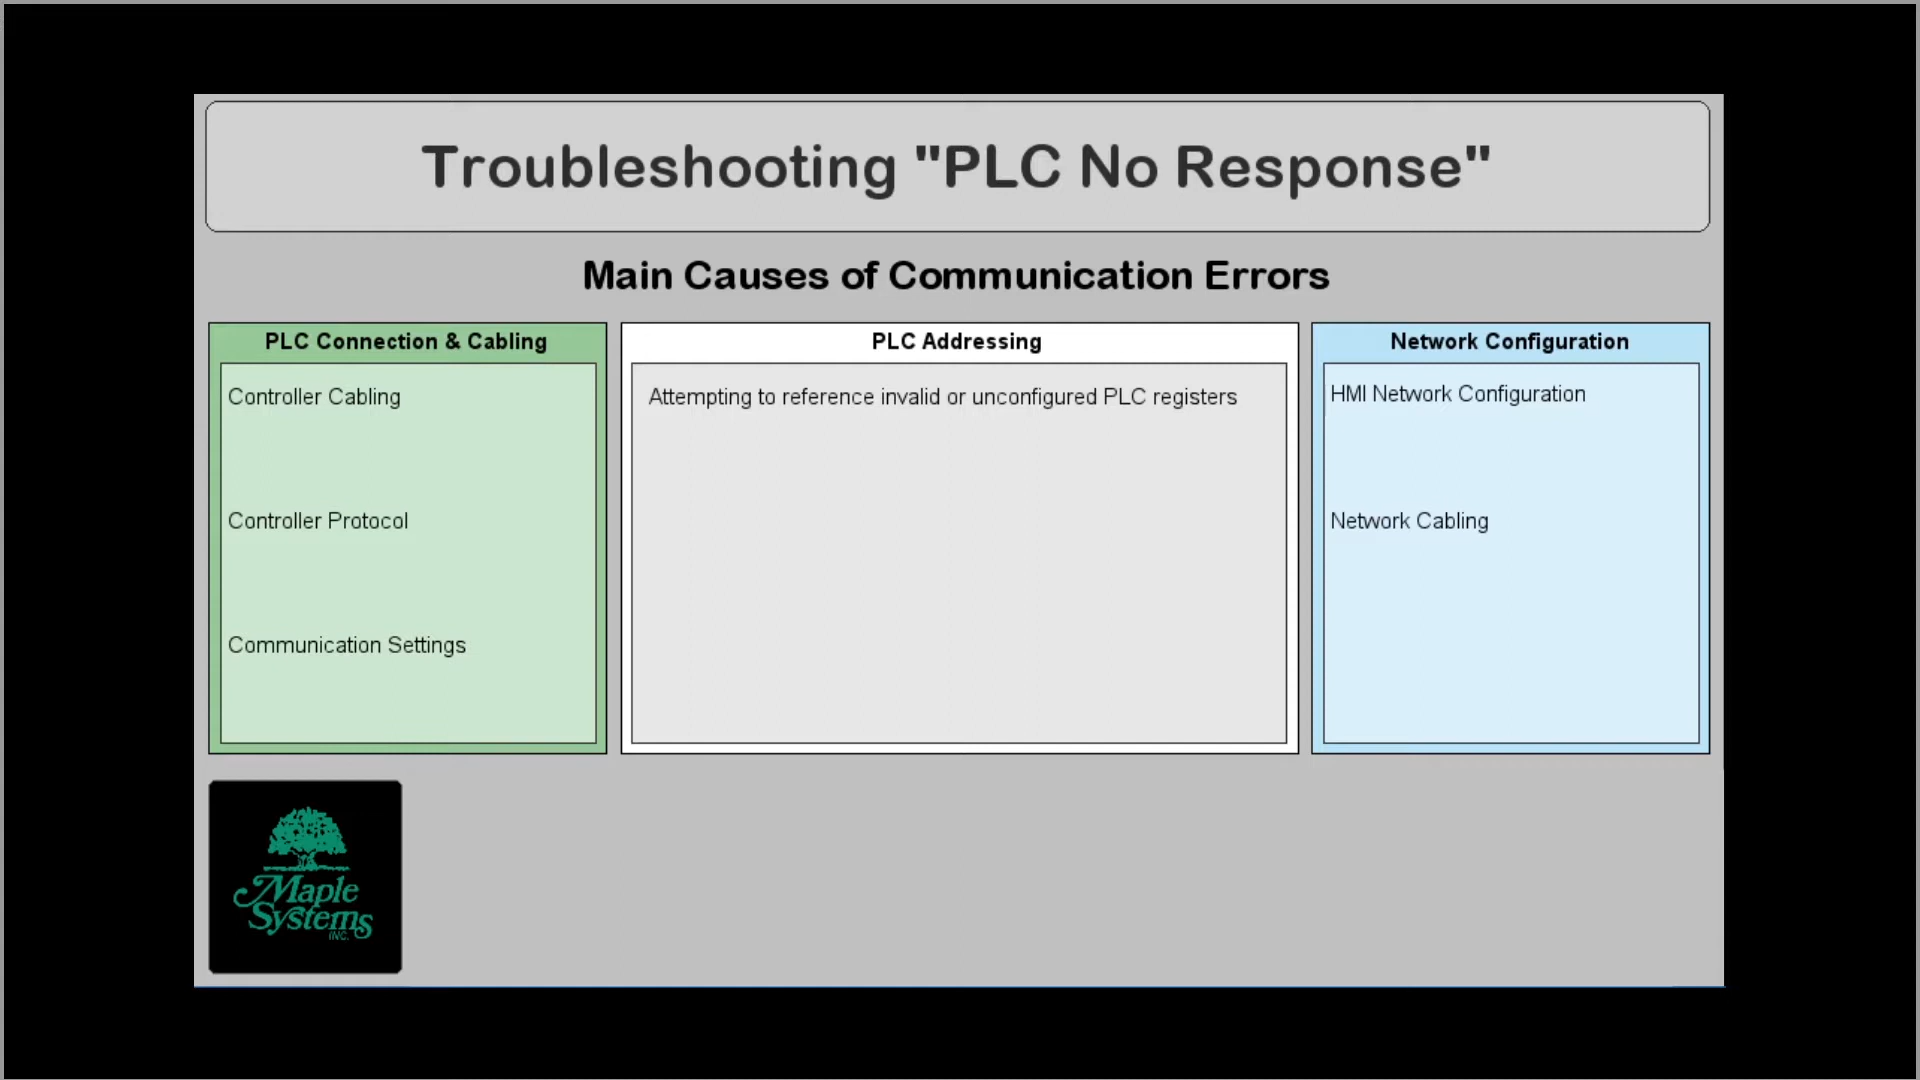 Troubleshooting "PLC No Response"
Main Causes of Communication Errors
PLC Connection & Cabling
Controller Cabling
Controller Protocol
Communication Settings
PLC Addressing
Attempting to reference invalid or unconfigured PLC registers
Network Configuration
HMI Network Configuration
Network Cabling
Maple
Systems
INC.